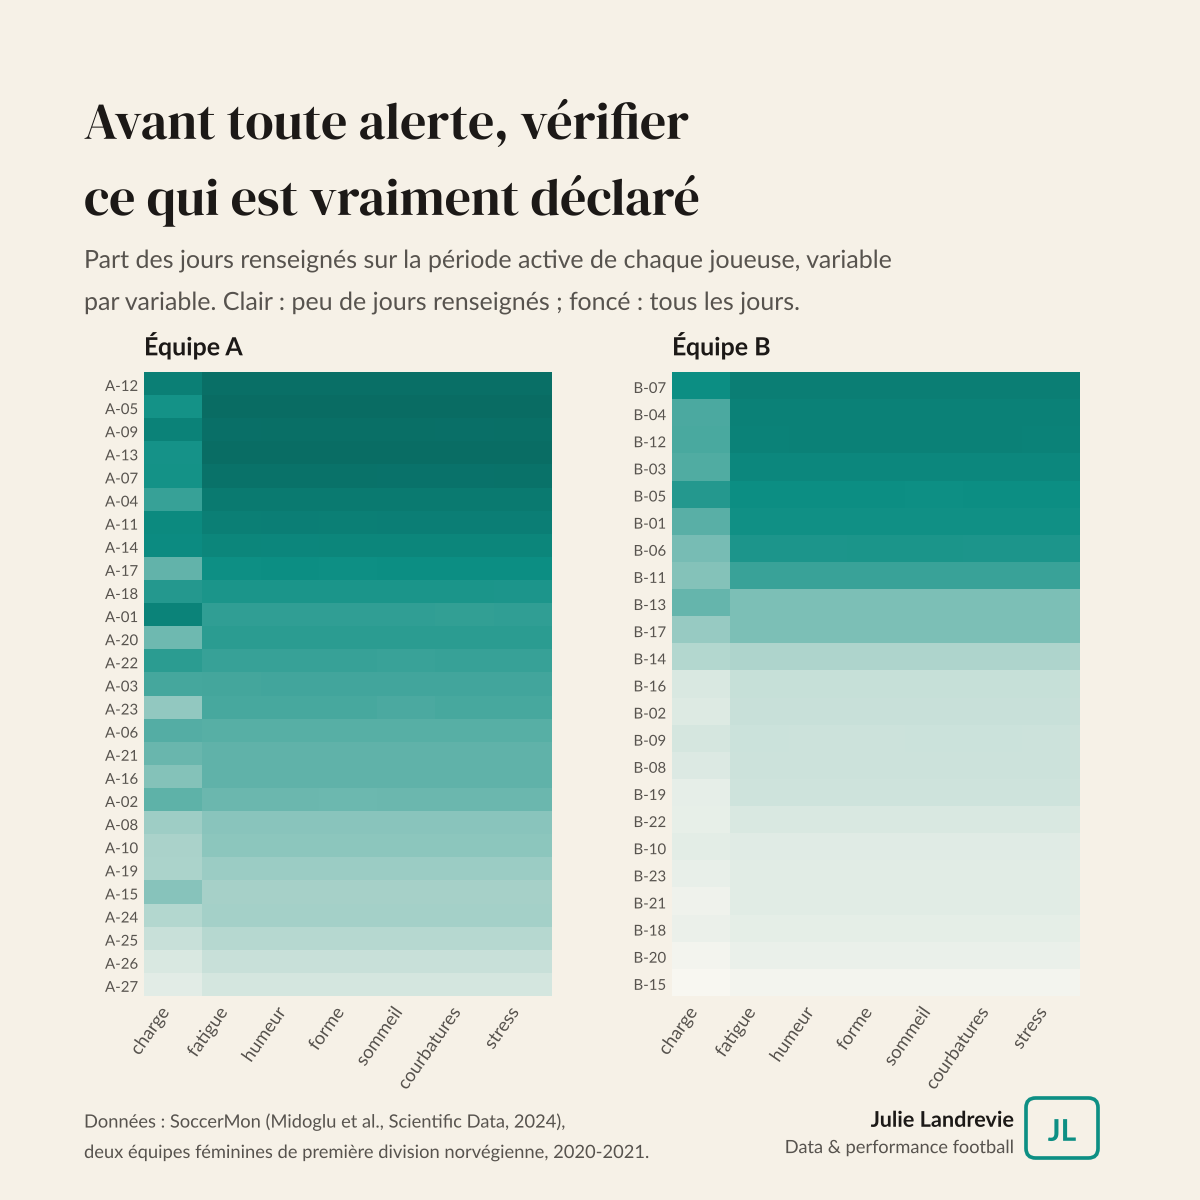 Avant toute alerte, vérifier
ce qui est vraiment déclaré
Part des jours renseignés sur la période active de chaque joueuse, variable
par variable. Clair : peu de jours renseignés ; foncé : tous les jours.
Équipe A
A-12
A-05
A-09
A-13
A-07
A-04
A-11
A-14
A-17
A-18
A-01
A-20
A-22
A-03
A-23
A-06
A-21
A-16
A-02
A-08
A-10
A-19
A-15
A-24
A-25
A-26
A-27
charge
fatigue
humeur
forme
sommeil
courbatures
stress
Équipe B
B-07
B-04
B-12
B-03
B-05
B-01
B-06
B-11
B-13
B-17
B-14
B-16
B-02
B-09
B-08
B-19
B-22
B-10
B-23
B-21
B-18
B-20
B-15
charge
fatigue
humeur
forme
sommeil
courbatures
stress
Données : SoccerMon (Midoglu et al., Scientific Data, 2024),
deux équipes féminines de première division norvégienne, 2020-2021.
Julie Landrevie
Data & performance football
JL